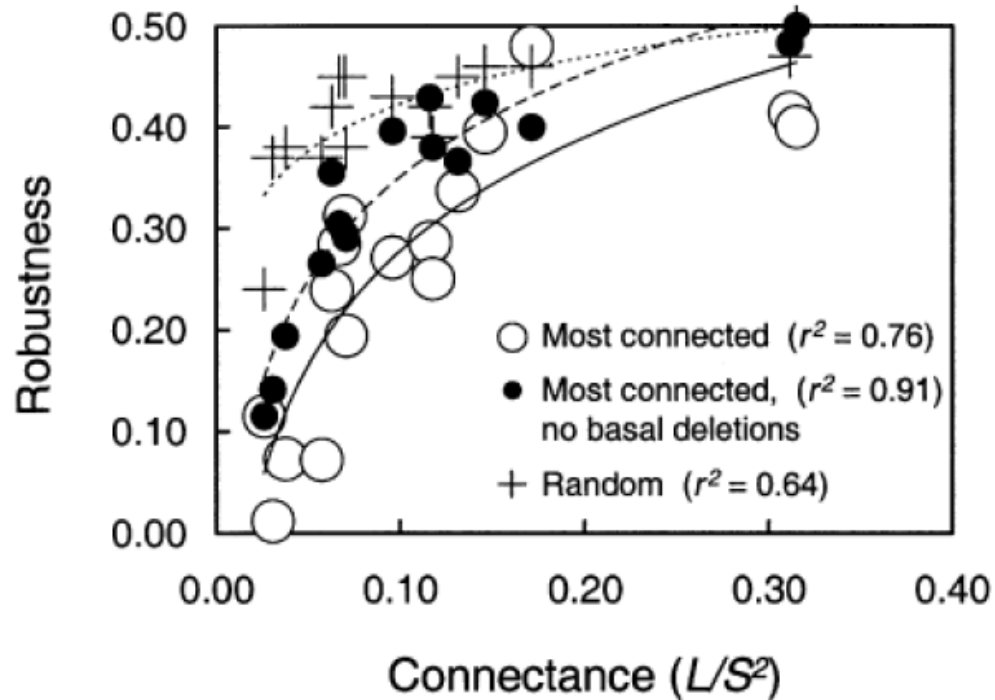 0.50
0.40
0.30
0.20
0.10
0.00
Robustness
Most connected (r² = 0.76)
Most connected, (r² = 0.91)
no basal deletions
Random (r² = 0.64)
0.00 0.10 0.20 0.30 0.40
Connectance (L/S²)